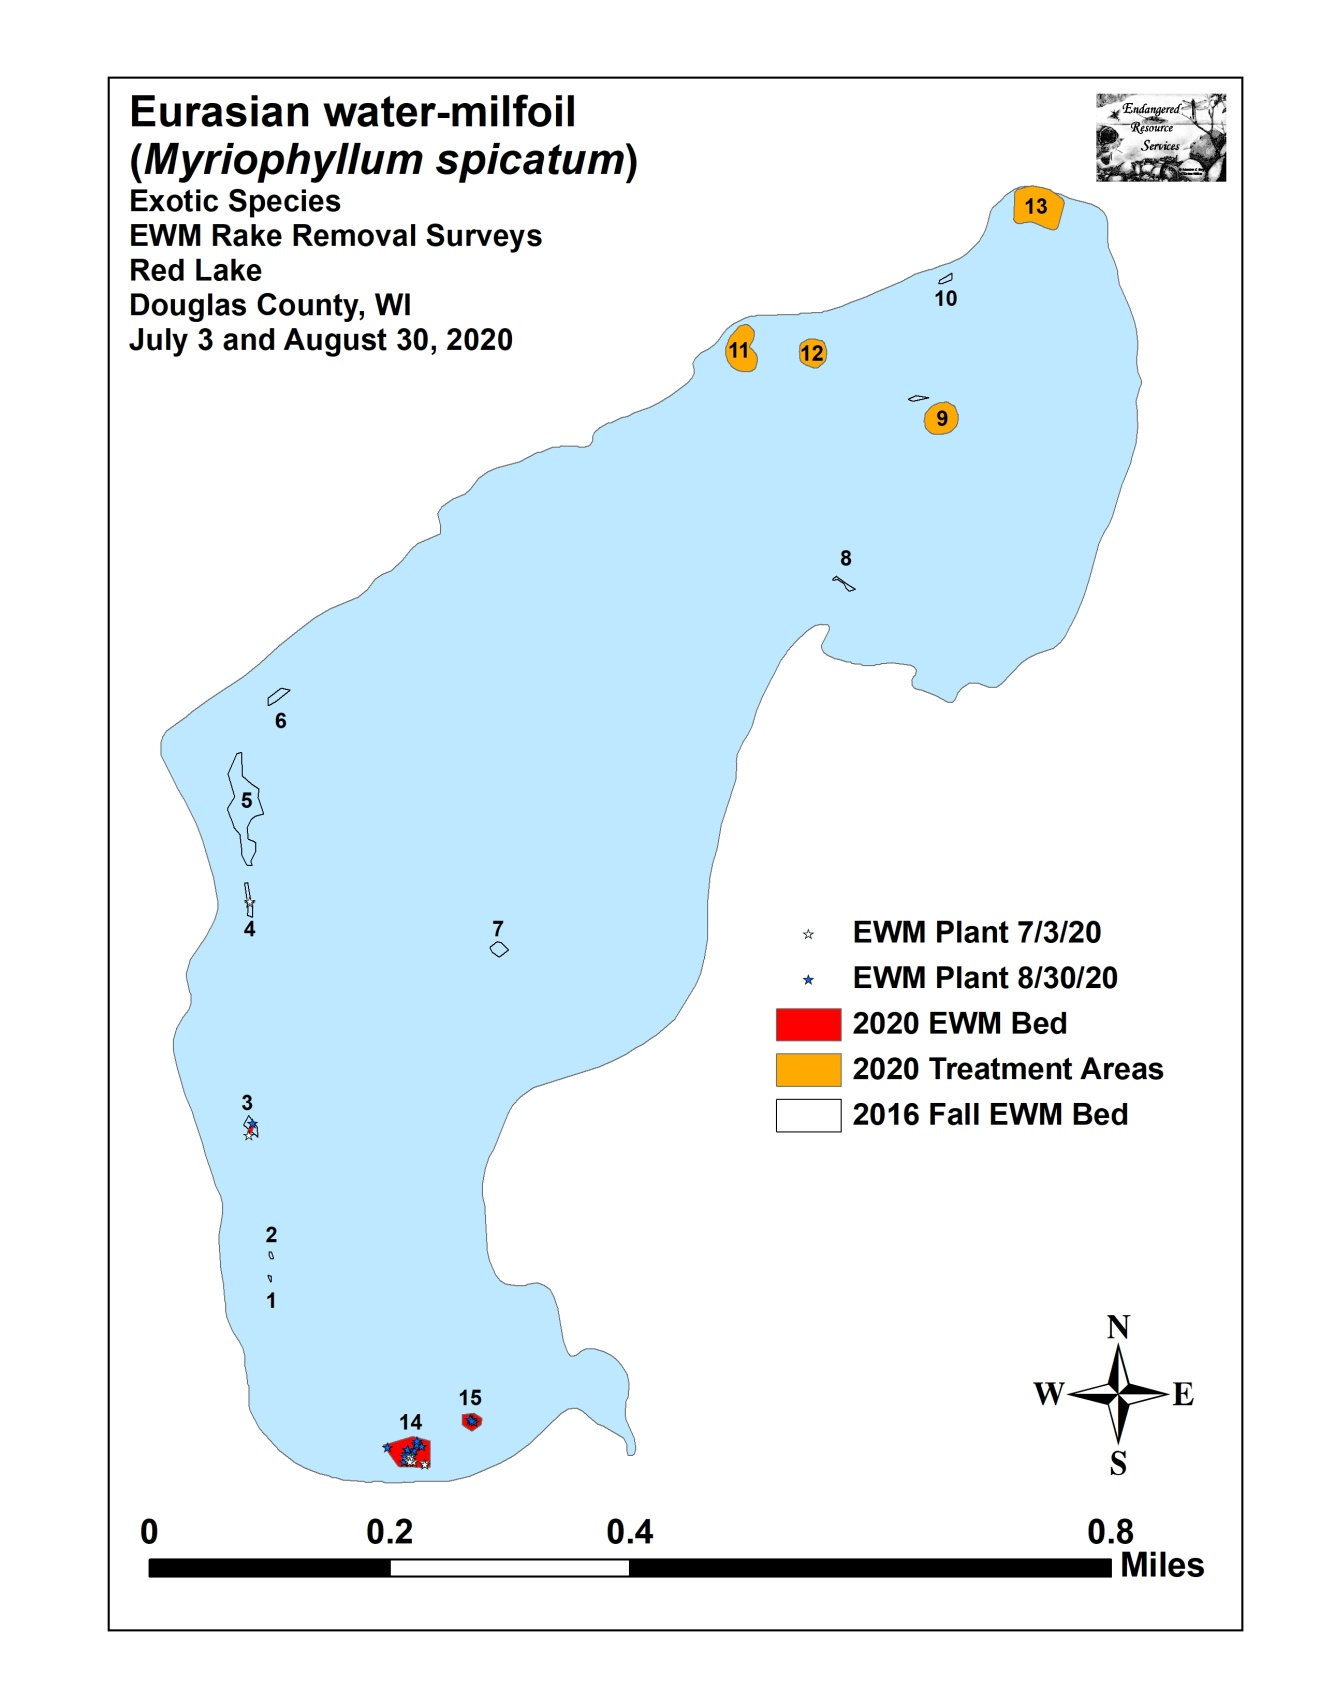 Eurasian water-milfoil
(Myriophyllum spicatum)
Exotic Species
EWM Rake Removal Surveys
Red Lake
Douglas County, WI
July 3 and August 30, 2020
Endangered
Resource
Services
13
10
11
12
9
8
6
5
4
7
EWM Plant 7/3/20
EWM Plant 8/30/20
2020 EWM Bed
2020 Treatment Areas
2016 Fall EWM Bed
3
2
1
N
W E
S
15
14
0 0.2 0.4 0.8
Miles